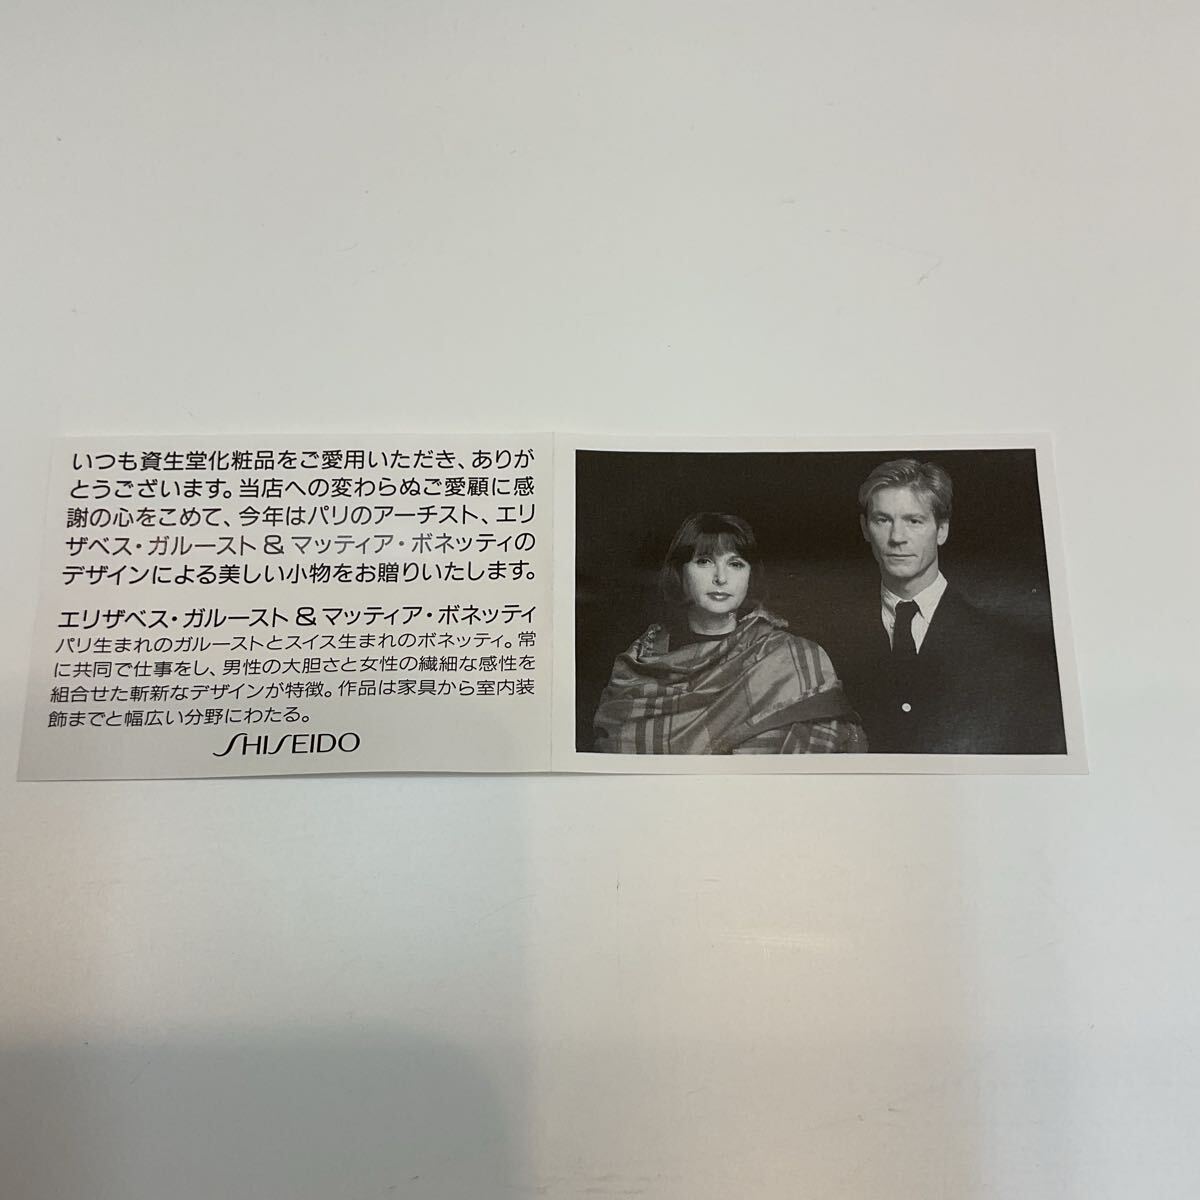 いつも資生堂化粧品をご愛用いただき、ありが
とうございます。当店への変わらぬご愛顧に感
謝の心をこめて、今年はパリのアーチスト、エリ
ザベス・ガルースト&マッティア・ボネッティの
デザインによる美しい小物をお贈りいたします。
エリザベス・ガルースト&マッティア・ボネッティ
パリ生まれのガルーストとスイス生まれのボネッティ。常
に共同で仕事をし、男性の大胆さと女性の繊細な感性を
組合せた斬新なデザインが特徴。作品は家具から室内装
飾までと幅広い分野にわたる。
SHISEIDO